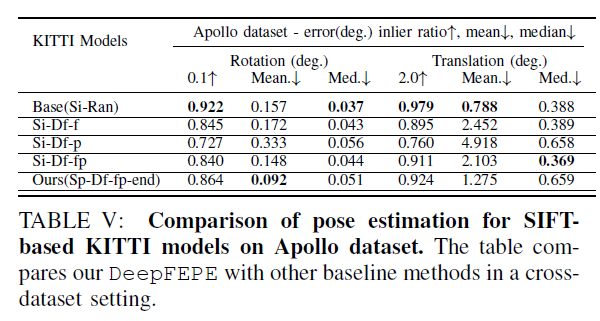 KITTI Models Apollo dataset - error(deg.) inlier ratio↑, mean↓, median↓
Rotation (deg.) Translation (deg.)
0.1↑ Mean.↓ Med.↓ 2.0↑ Mean.↓ Med.↓
Base(Si-Ran) 0.922 0.157 0.037 0.979 0.788 0.388
Si-Df-f 0.845 0.172 0.043 0.895 2.452 0.389
Si-Df-p 0.727 0.333 0.056 0.760 4.918 0.658
Si-Df-fp 0.840 0.148 0.044 0.911 2.103 0.369
Ours(Sp-Df-fp-end) 0.864 0.092 0.051 0.924 1.275 0.659
TABLE V: Comparison of pose estimation for SIFT-
based KITTI models on Apollo dataset. The table com-
pares our DeepFEPE with other baseline methods in a cross-
dataset setting.